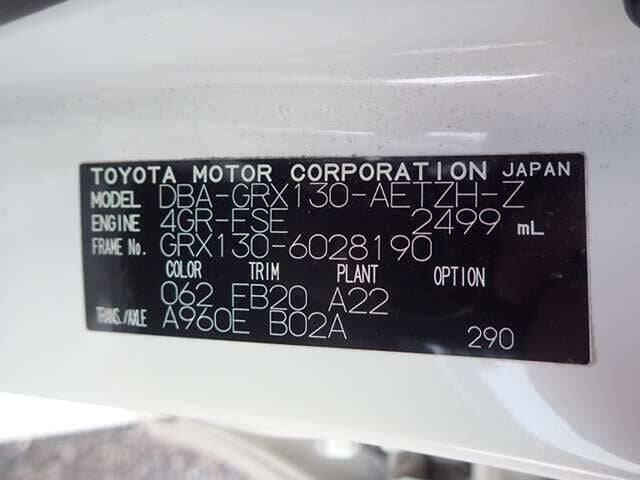 TOYOTA MOTOR CORPORATION JAPAN
MODEL DBA-GRX130-AETZH-Z
ENGINE 4GR-FSE 2499 mL
FRAME No. GRX130-6028190
COLOR TRIM PLANT OPTION
062 FB20 A22
TRANS./AXLE A960E B02A
290